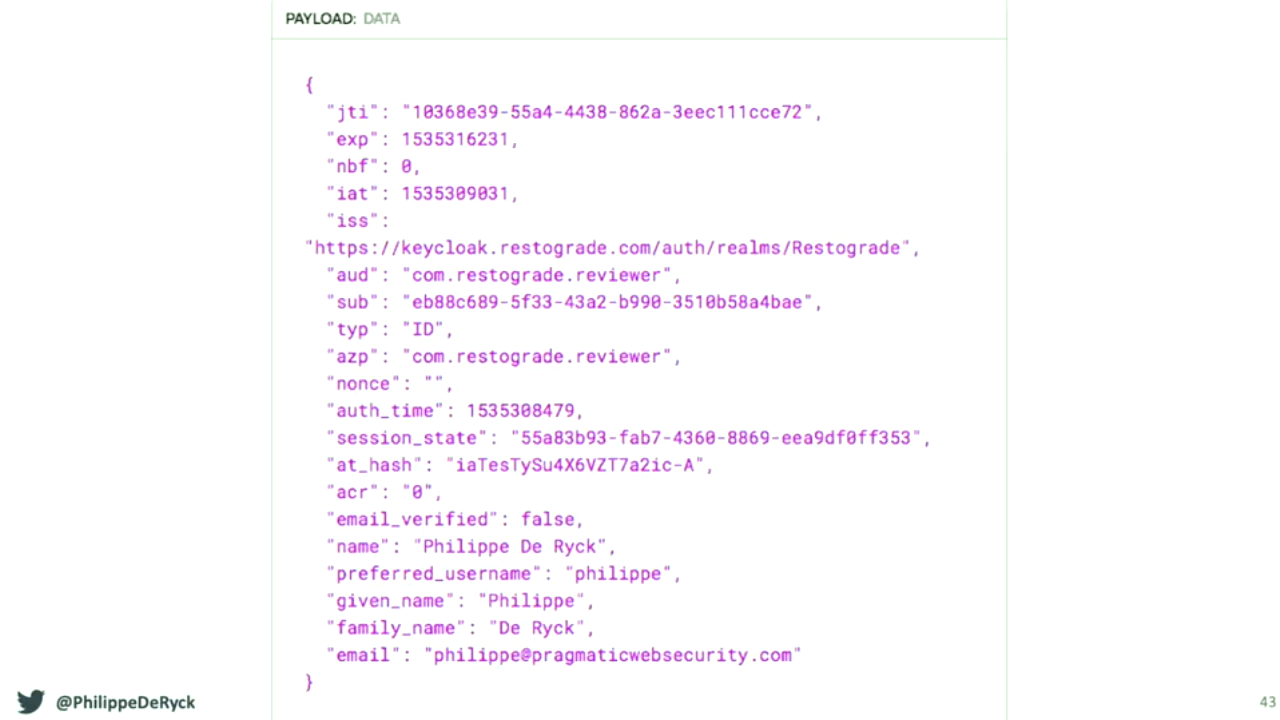 PAYLOAD: DATA
{
"jti": "10368e39-55a4-4438-862a-3eec111cce72",
"exp": 1535316231,
"nbf": 0,
"iat": 1535309031,
"iss":
"https://keycloak.restograde.com/auth/realms/Restograde",
"aud": "com.restograde.reviewer",
"sub": "eb88c689-5f33-43a2-b990-3510b58a4bae",
"typ": "ID",
"azp": "com.restograde.reviewer",
"nonce": "",
"auth_time": 1535308479,
"session_state": "55a83b93-fab7-4360-8869-eea9df0ff353",
"at_hash": "iaTesTySu4X6VZT7a2ic-A",
"acr": "0",
"email_verified": false,
"name": "Philippe De Ryck",
"preferred_username": "philippe",
"given_name": "Philippe",
"family_name": "De Ryck",
"email": "philippe@pragmaticwebsecurity.com"
}
@PhilippeDeRyck
43